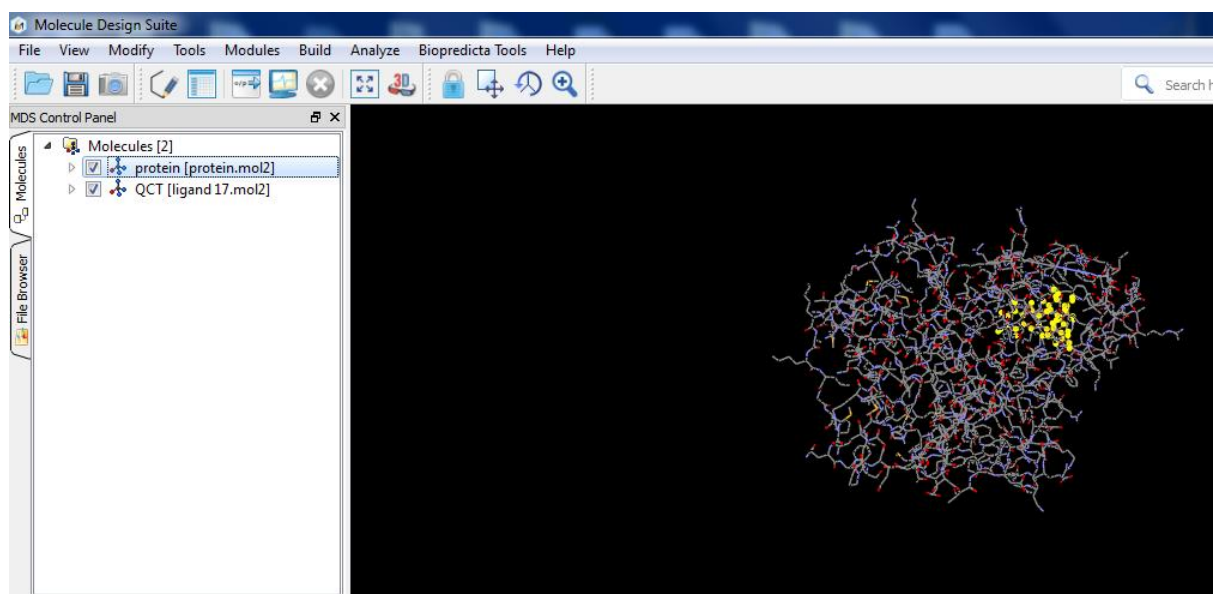 Molecule Design Suite
File View Modify Tools Modules Build Analyze Biopredicta Tools Help
3D
Search
MDS Control Panel
Molecules [2]
protein [protein.mol2]
QCT [ligand 17.mol2]
Molecules
File Browser